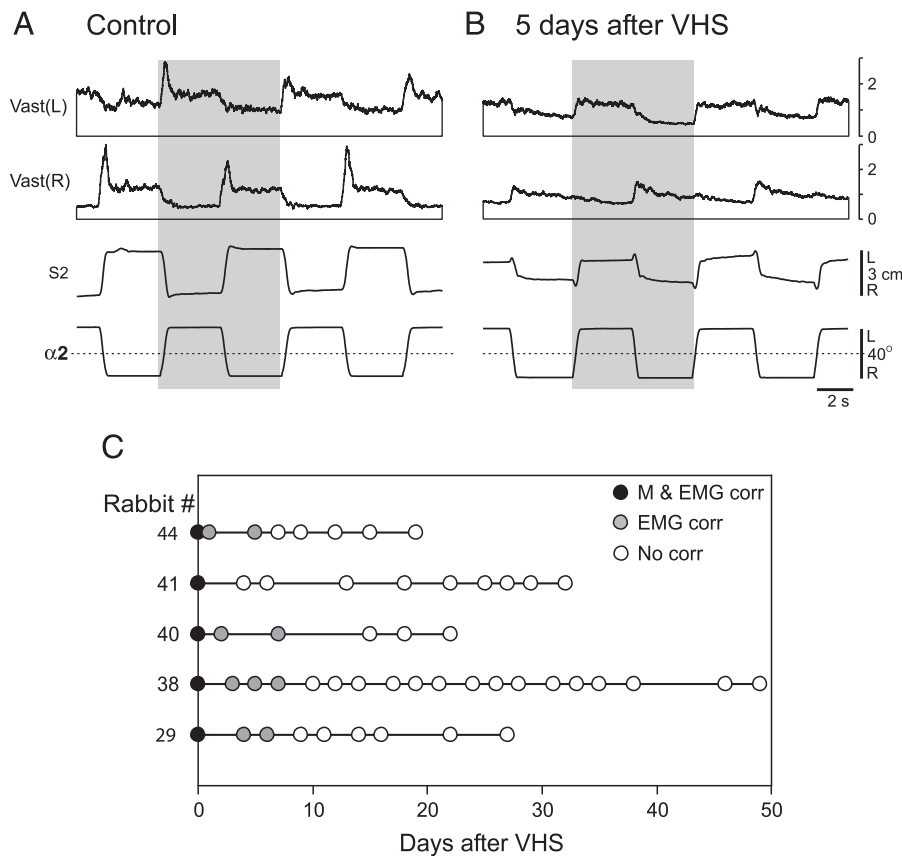 A Control
B 5 days after VHS
Vast(L)
2
0
Vast(R)
2
0
S2
L
3 cm
R
α2
L
40°
R
2 s
C
Rabbit #
M & EMG corr
EMG corr
No corr
44
41
40
38
29
0 10 20 30 40 50
Days after VHS